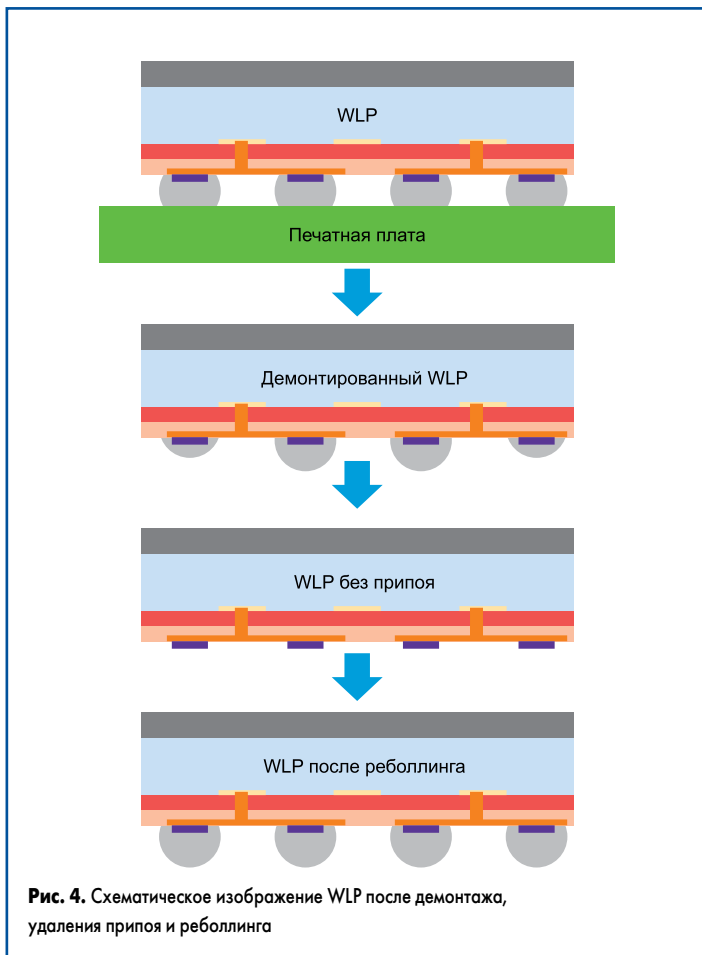 WLP
Печатная плата
Демонтированный WLP
WLP без припоя
WLP после реболлинга
Рис. 4. Схематическое изображение WLP после демонтажа,
удаления припоя и реболлинга